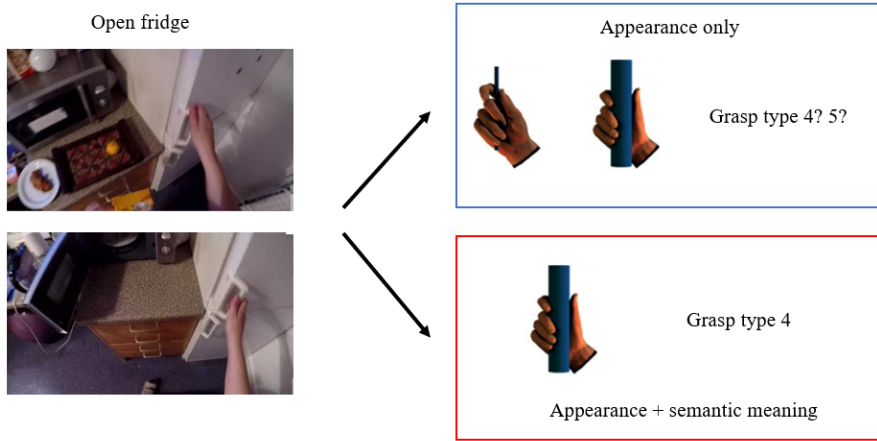 Open fridge
Appearance only
Grasp type 4? 5?
Grasp type 4
Appearance + semantic meaning